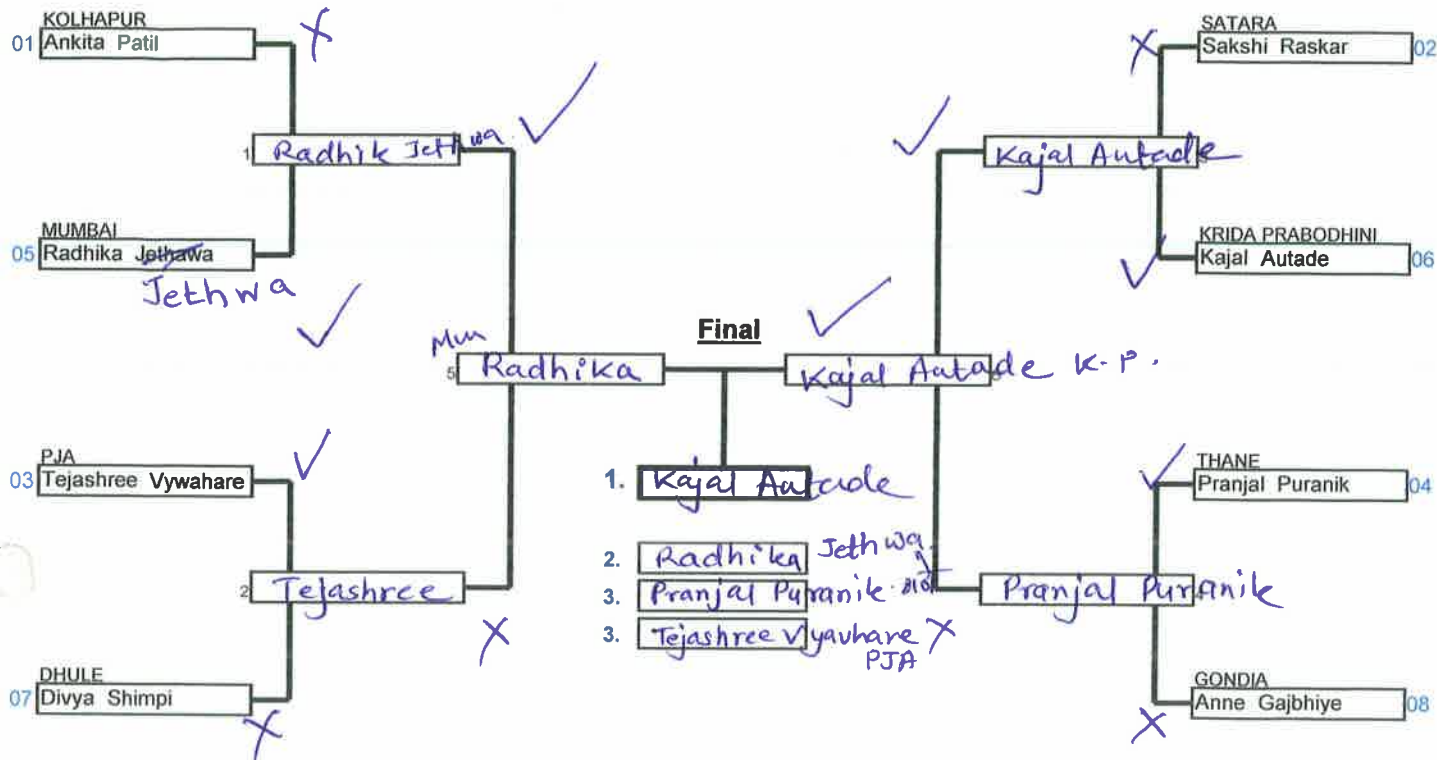 KOLHAPUR
01 Ankita Patil
1 Radhik Jethwa
MUMBAI
05 Radhika Jethawa
Jethwa
Mum
5 Radhika
PJA
03 Tejashree Vywahare
2 Tejashree
DHULE
07 Divya Shimpi
Final
Kajal Autade K.P.
1. Kajal Autade
2. Radhika Jethwa
3. Pranjal Puranik
3. Tejashree Vyavhare
PJA
SATARA
Sakshi Raskar 02
Kajal Autade
KRIDA PRABODHINI
Kajal Autade 06
THANE
Pranjal Puranik 04
Pranjal Puranik
GONDIA
Anne Gajbhiye 08